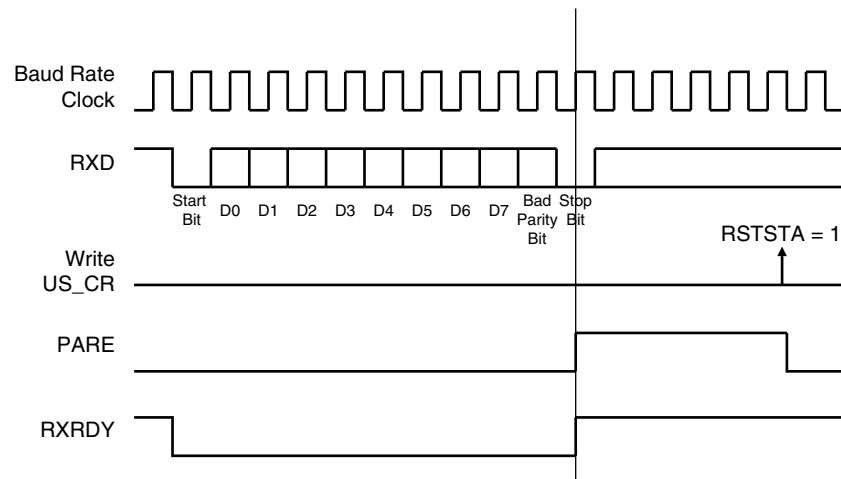 Baud Rate
Clock
RXD
Start
Bit
D0 D1 D2 D3 D4 D5 D6 D7
Bad
Parity
Bit
Stop
Bit
RSTSTA = 1
Write
US_CR
PARE
RXRDY